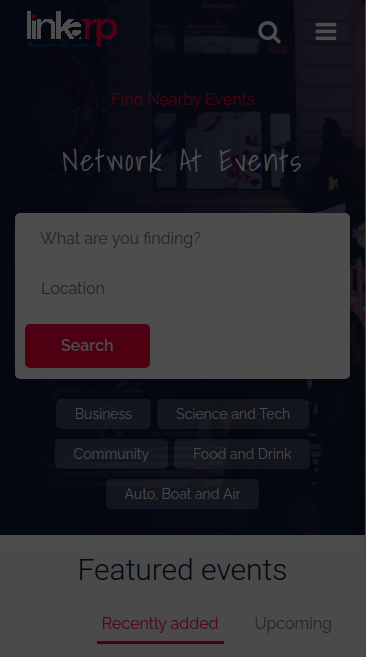 linkerp
Network at events
Find Nearby Events
Network At Events
What are you finding?
Location
Search
Business
Science and Tech
Community
Food and Drink
Auto, Boat and Air
Featured events
Recently added
Upcoming